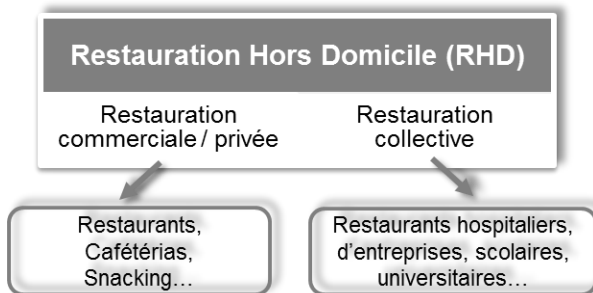 Restauration Hors Domicile (RHD)
Restauration
commerciale / privée
Restauration
collective
Restaurants,
Cafétérias,
Snacking…
Restaurants hospitaliers,
d'entreprises, scolaires,
universitaires…